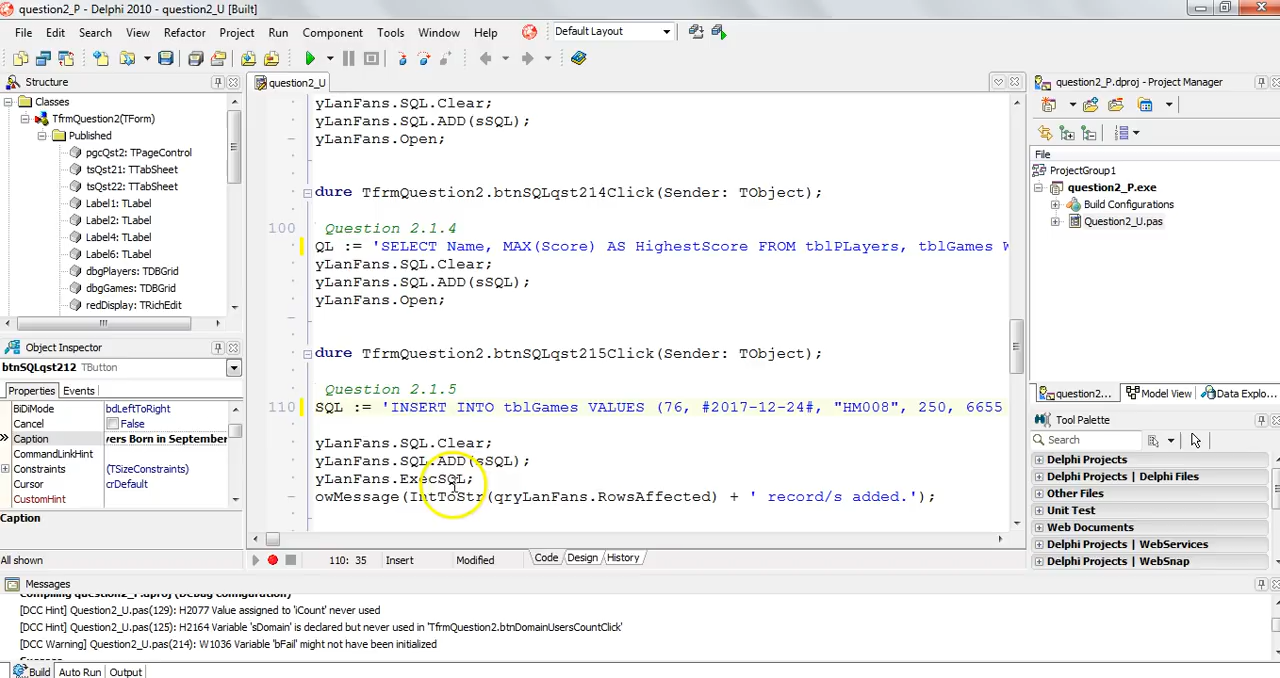 question2_P - Delphi 2010 - question2_U [Built]
File Edit Search View Refactor Project Run Component Tools Window Help Default Layout
Structure
question2_U
question2_P.dproj - Project Manager
Classes
TfrmQuestion2(TForm)
Published
pgcQst2: TPageControl
tsQst21: TTabSheet
tsQst22: TTabSheet
Label1: TLabel
Label2: TLabel
Label4: TLabel
Label6: TLabel
dbgPlayers: TDBGrid
dbgGames: TDBGrid
redDisplay: TRichEdit
Object Inspector
btnSQLqst212 TButton
Properties Events
BiDiMode bdLeftToRight
Cancel False
Caption vers Born in September
CommandLinkHint
Constraints (TSizeConstraints)
Cursor crDefault
CustomHint
Caption
All shown
yLanFans.SQL.Clear;
yLanFans.SQL.ADD(sSQL);
yLanFans.Open;
dure TfrmQuestion2.btnSQLqst214Click(Sender: TObject);
100 Question 2.1.4
QL := 'SELECT Name, MAX(Score) AS HighestScore FROM tblPLayers, tblGames W
yLanFans.SQL.Clear;
yLanFans.SQL.ADD(sSQL);
yLanFans.Open;
dure TfrmQuestion2.btnSQLqst215Click(Sender: TObject);
Question 2.1.5
110 SQL := 'INSERT INTO tblGames VALUES (76, #2017-12-24#, "HM008", 250, 6655
yLanFans.SQL.Clear;
yLanFans.SQL.ADD(sSQL);
yLanFans.ExecSQL;
owMessage(IntToStr(qryLanFans.RowsAffected) + ' record/s added.');
110: 35 Insert Modified Code Design History
File
ProjectGroup1
question2_P.exe
Build Configurations
Question2_U.pas
question2... Model View Data Explo...
Tool Palette
Search
Delphi Projects
Delphi Projects | Delphi Files
Other Files
Unit Test
Web Documents
Delphi Projects | WebServices
Delphi Projects | WebSnap
Messages
Compiling question2_P.dproj (Debug configuration)
[DCC Hint] Question2_U.pas(129): H2077 Value assigned to 'iCount' never used
[DCC Hint] Question2_U.pas(125): H2164 Variable 'sDomain' is declared but never used in 'TfrmQuestion2.btnDomainUsersCountClick'
[DCC Warning] Question2_U.pas(214): W1036 Variable 'bFail' might not have been initialized
Success
Build Auto Run Output